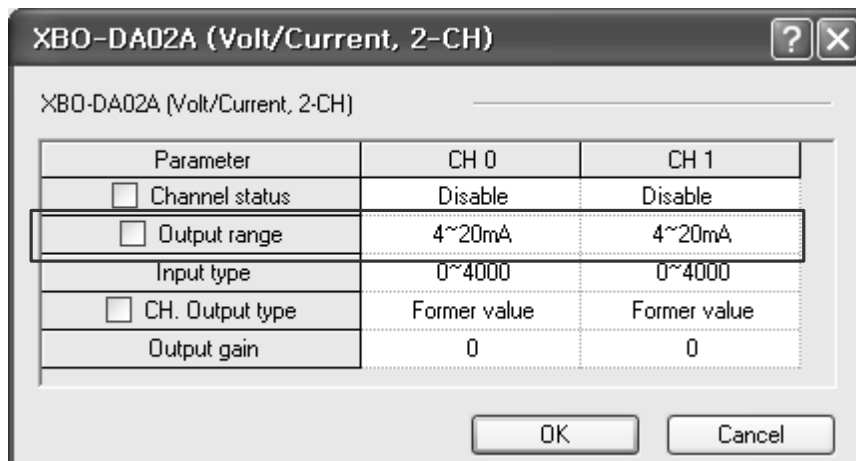 XBO-DA02A (Volt/Current, 2-CH)
XBO-DA02A (Volt/Current, 2-CH)
Parameter CH 0 CH 1
Channel status Disable Disable
Output range 4~20mA 4~20mA
Input type 0~4000 0~4000
CH. Output type Former value Former value
Output gain 0 0
OK Cancel